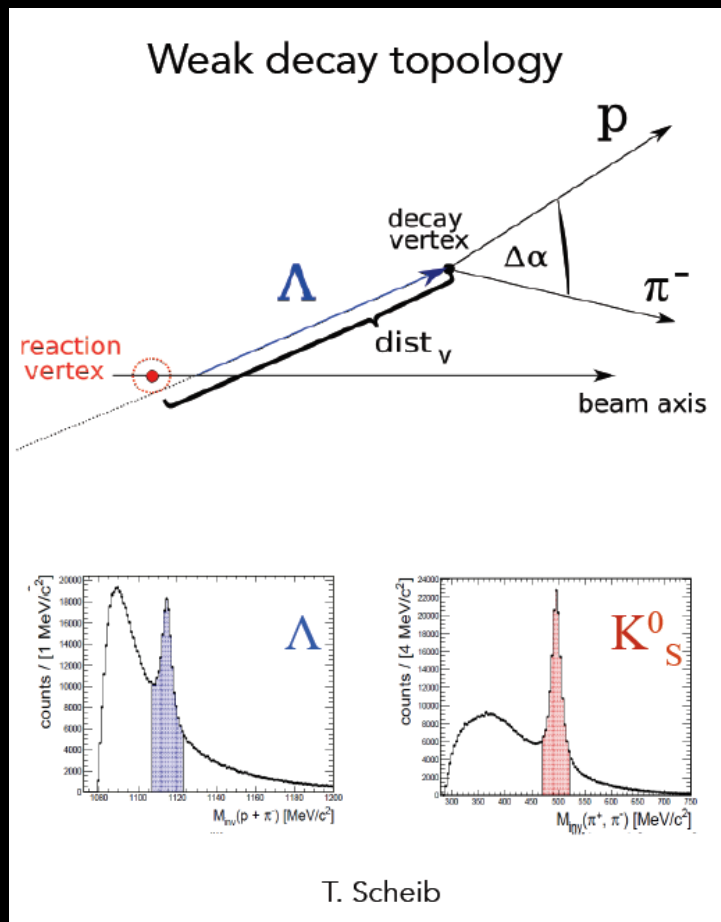 Weak decay topology
p
decay
vertex
Δα
Λ
π⁻
dist_v
reaction
vertex
beam axis
counts / [1 MeV/c²]
20000
18000
16000
14000
12000
10000
8000
6000
4000
2000
0
Λ
1060 1100 1120 1140 1160 1180 1200
M_inv(p + π⁻) [MeV/c²]
counts / [4 MeV/c²]
24000
22000
20000
18000
16000
14000
12000
10000
8000
6000
4000
2000
0
K⁰_S
300 350 400 450 500 550 600 650 700 750
M_inv(π⁺, π⁻) [MeV/c²]
T. Scheib